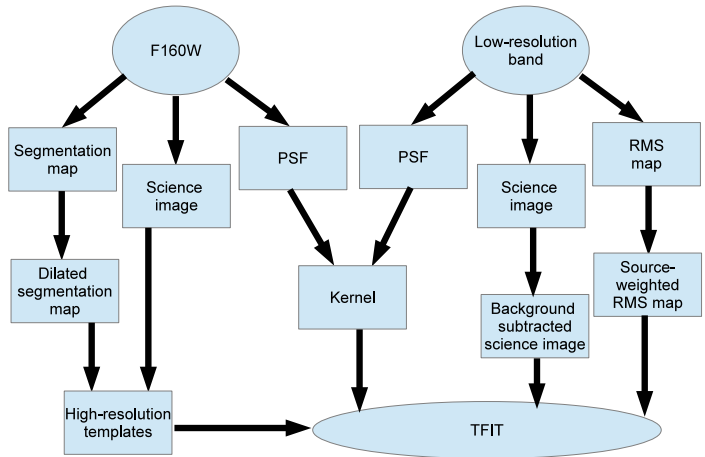 F160W
Low-resolution
band
Segmentation
map
Science
image
PSF
PSF
Science
image
RMS
map
Dilated
segmentation
map
Kernel
Background
subtracted
science image
Source-
weighted
RMS map
High-resolution
templates
TFIT